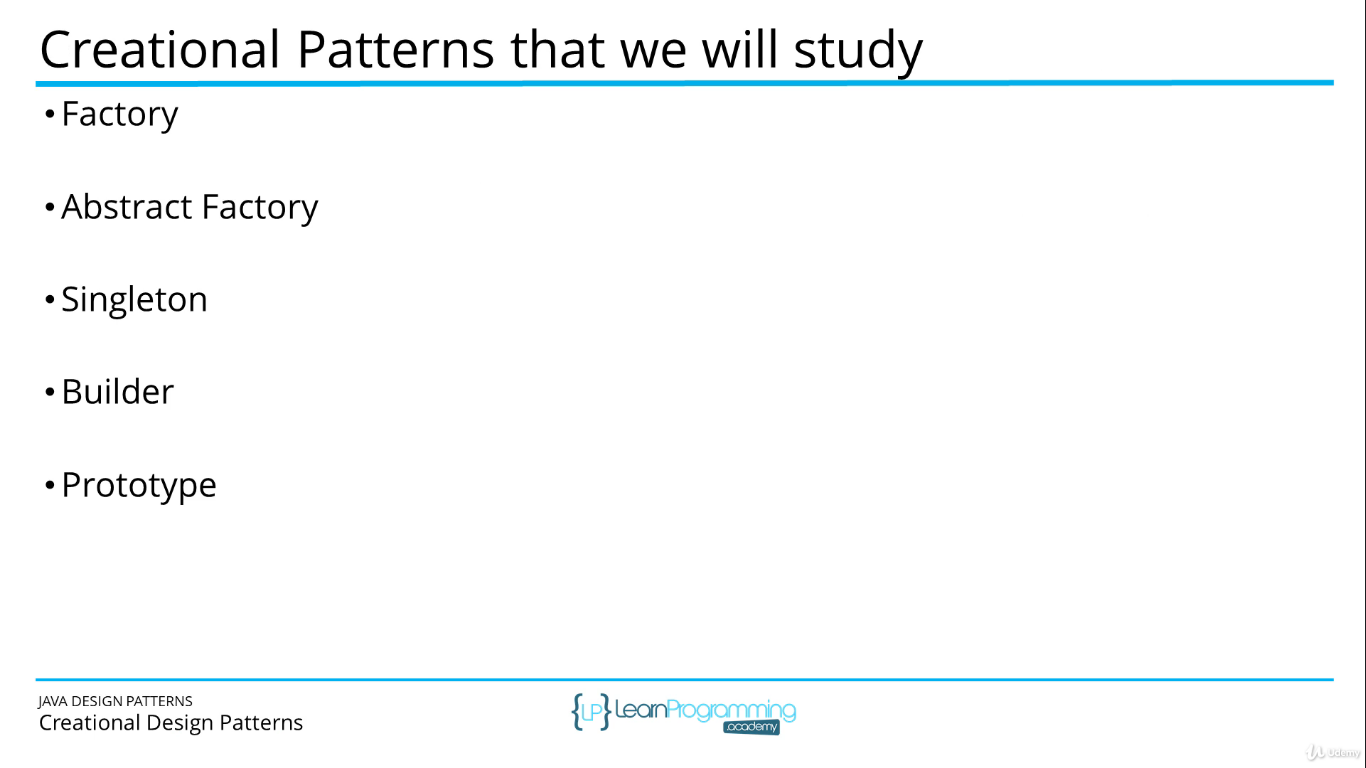 Creational Patterns that we will study
• Factory
• Abstract Factory
• Singleton
• Builder
• Prototype
JAVA DESIGN PATTERNS
Creational Design Patterns
{LP} LearnProgramming
.academy
Udemy